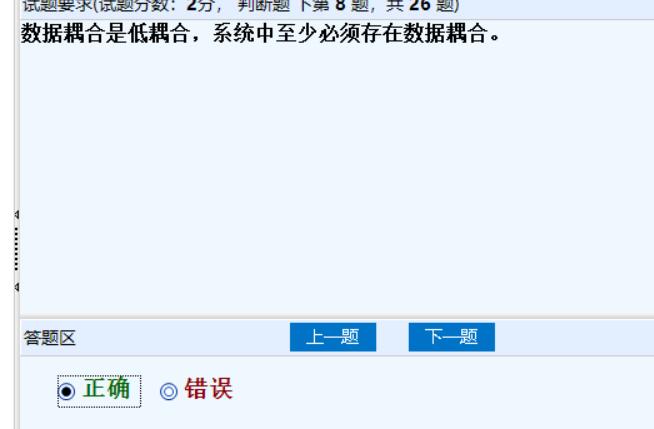 试题要求(试题分数：2分， 判断题 下第 8 题，共 26 题)
数据耦合是低耦合，系统中至少必须存在数据耦合。
答题区 上一题 下一题
正确 错误